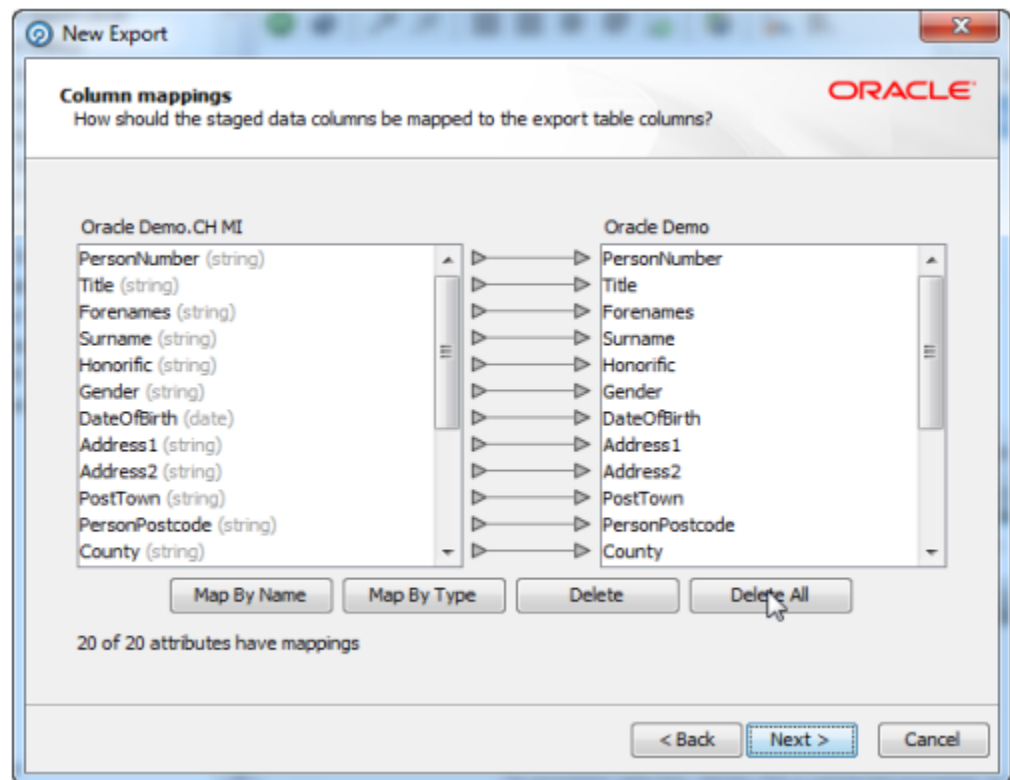 New Export
Column mappings
How should the staged data columns be mapped to the export table columns?
ORACLE
Oracle Demo.CH MI
Oracle Demo
PersonNumber (string)
PersonNumber
Title (string)
Title
Forenames (string)
Forenames
Surname (string)
Surname
Honorific (string)
Honorific
Gender (string)
Gender
DateOfBirth (date)
DateOfBirth
Address1 (string)
Address1
Address2 (string)
Address2
PostTown (string)
PostTown
PersonPostcode (string)
PersonPostcode
County (string)
County
Map By Name
Map By Type
Delete
Delete All
20 of 20 attributes have mappings
< Back
Next >
Cancel